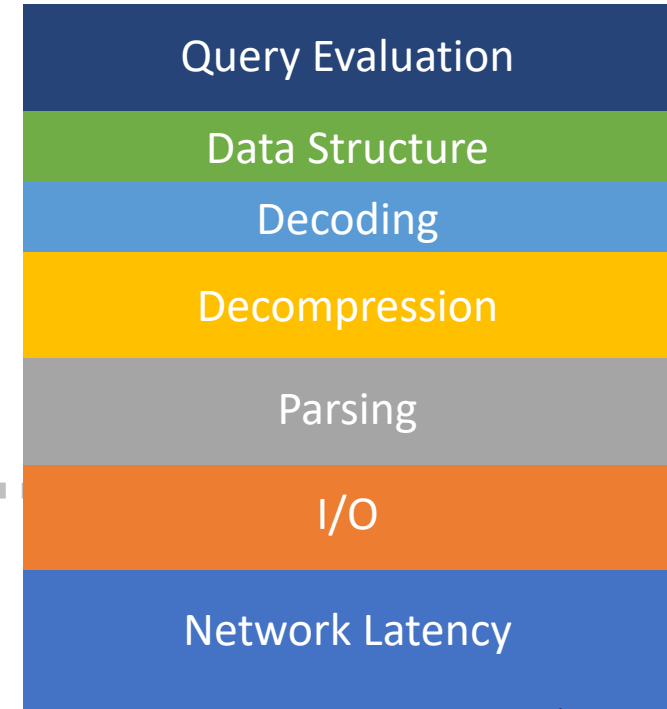 Query Evaluation
Data Structure
Decoding
Decompression
Parsing
I/O
Network Latency